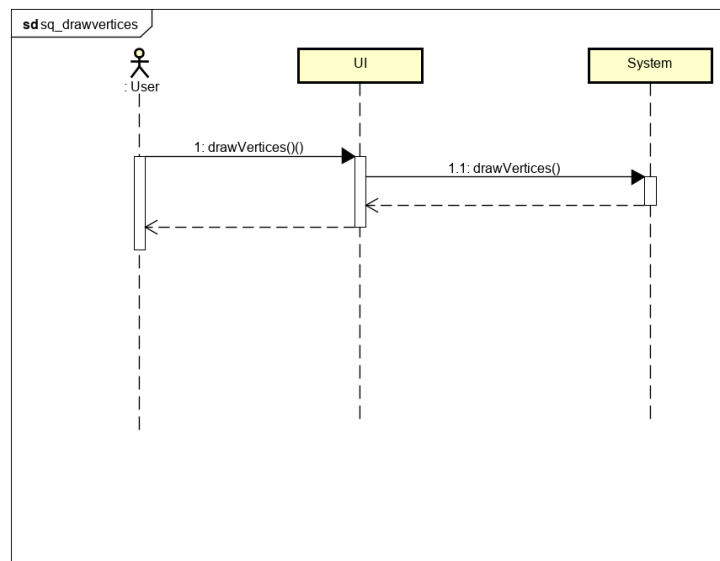 sd sq_drawvertices
: User
UI
System
1: drawVertices()()
1.1: drawVertices()